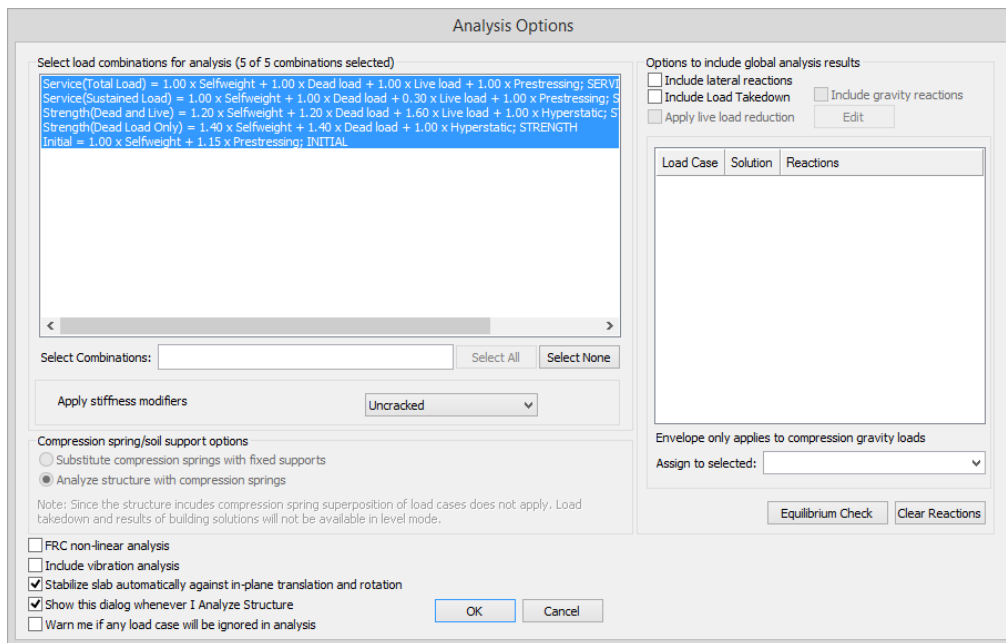 Analysis Options
Select load combinations for analysis (5 of 5 combinations selected)
Service(Total Load) = 1.00 x Selfweight + 1.00 x Dead load + 1.00 x Live load + 1.00 x Prestressing; SERVI
Service(Sustained Load) = 1.00 x Selfweight + 1.00 x Dead load + 0.30 x Live load + 1.00 x Prestressing; S
Strength(Dead and Live) = 1.20 x Selfweight + 1.20 x Dead load + 1.60 x Live load + 1.00 x Hyperstatic; ST
Strength(Dead Load Only) = 1.40 x Selfweight + 1.40 x Dead load + 1.00 x Hyperstatic; STRENGTH
Initial = 1.00 x Selfweight + 1.15 x Prestressing; INITIAL
Select Combinations:
Select All
Select None
Apply stiffness modifiers
Uncracked
Compression spring/soil support options
Substitute compression springs with fixed supports
Analyze structure with compression springs
Note: Since the structure incudes compression spring superposition of load cases does not apply. Load
takedown and results of building solutions will not be available in level mode.
FRC non-linear analysis
Include vibration analysis
Stabilize slab automatically against in-plane translation and rotation
Show this dialog whenever I Analyze Structure
Warn me if any load case will be ignored in analysis
OK
Cancel
Options to include global analysis results
Include lateral reactions
Include Load Takedown
Include gravity reactions
Apply live load reduction
Edit
Load Case Solution Reactions
Envelope only applies to compression gravity loads
Assign to selected:
Equilibrium Check
Clear Reactions